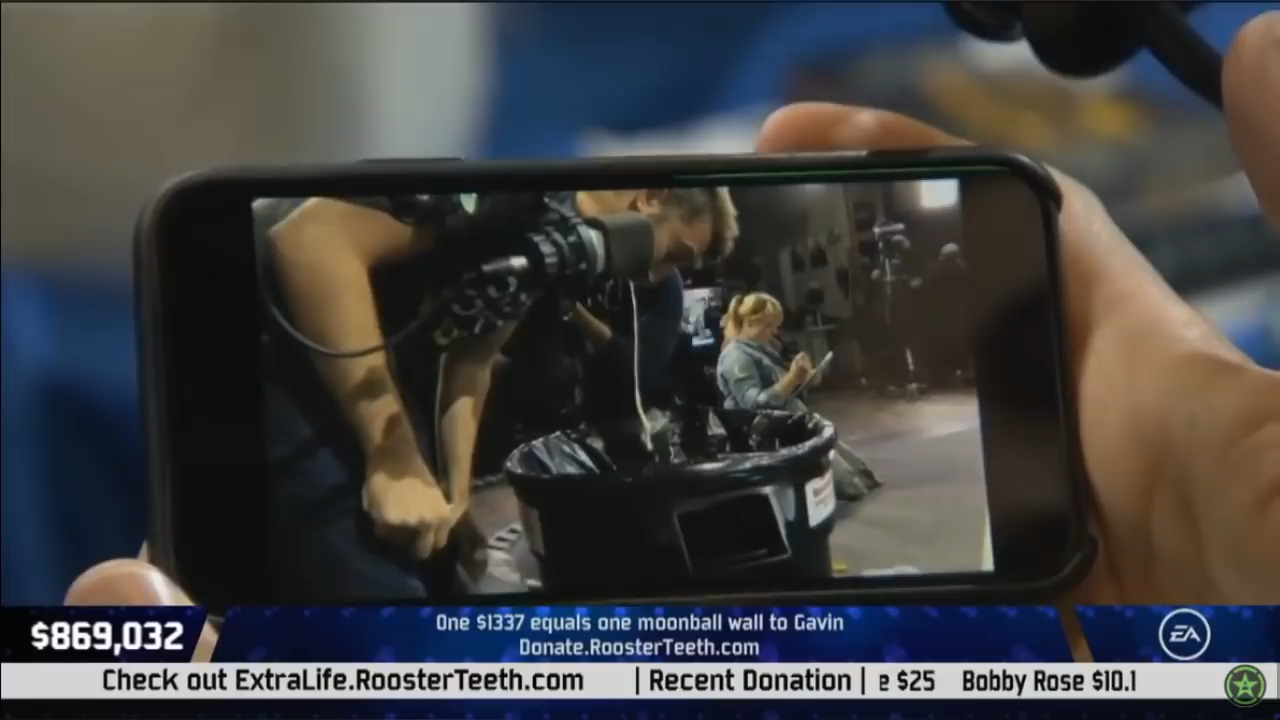 $869,032
One $1337 equals one moonball wall to Gavin
Donate.RoosterTeeth.com
EA
Check out ExtraLife.RoosterTeeth.com | Recent Donation | e $25 Bobby Rose $10.1